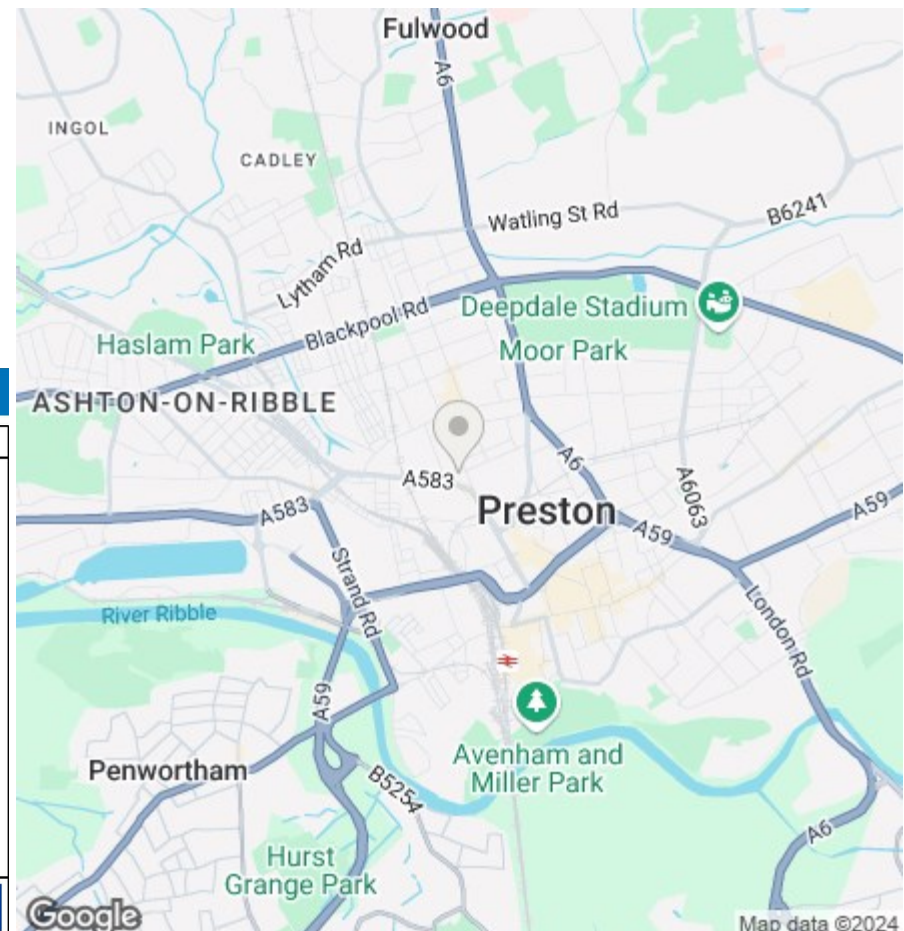 Fulwood
A6
INGOL
CADLEY
Watling St Rd
B6241
Lytham Rd
Blackpool Rd
Deepdale Stadium
Haslam Park
Moor Park
ASHTON-ON-RIBBLE
A6
A583
A6063
Preston
A583
A59
A59
Strand Rd
River Ribble
London Rd
A59
Avenham and
Miller Park
Penwortham
B5254
A6
Hurst
Grange Park
Google
Map data ©2024